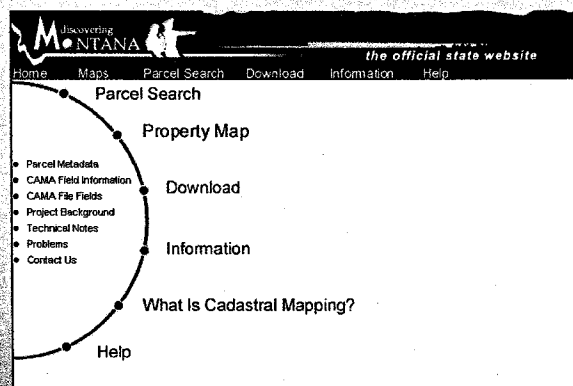 discovering
MONTANA
the official state website
Home Maps Parcel Search Download Information Help
Parcel Search
Property Map
Parcel Metadata
CAMA Field Information
CAMA File Fields
Project Background
Technical Notes
Problems
Contact Us
Download
Information
What Is Cadastral Mapping?
Help